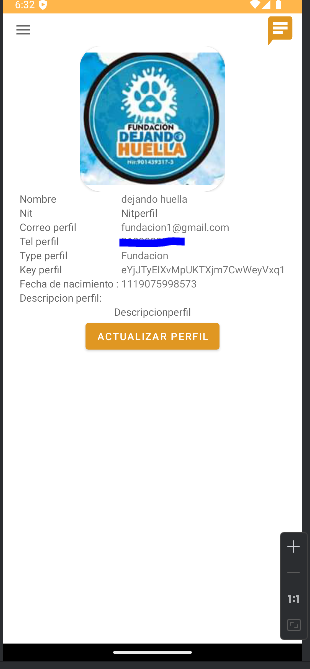 6:32
FUNDACIÓN
DEJANDO
HUELLA
Nit:901439317-3
Nombre dejando huella
Nit Nitperfil
Correo perfil fundacion1@gmail.com
Tel perfil
Type perfil Fundacion
Key perfil eYjJTyEIXvMpUKTXjm7CwWeyVxq1
Fecha de nacimiento : 1119075998573
Descripcion perfil:
Descripcionperfil
ACTUALIZAR PERFIL
1:1